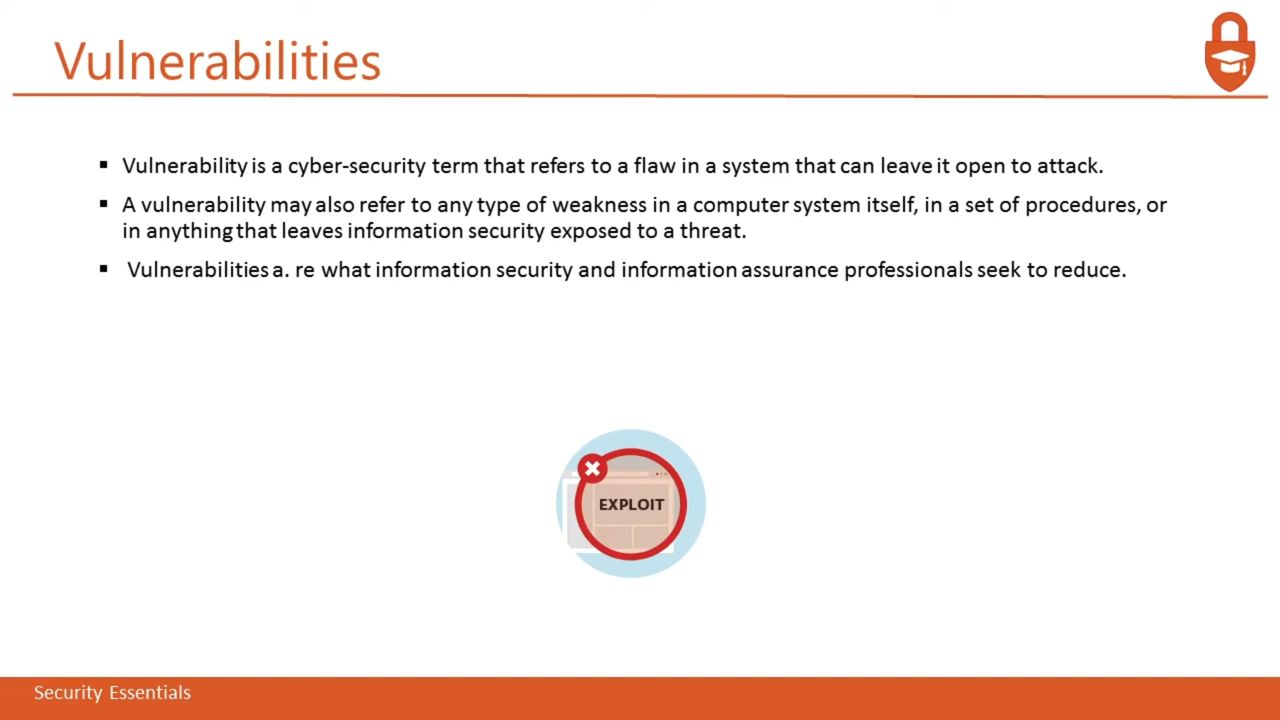 Vulnerabilities
▪ Vulnerability is a cyber-security term that refers to a flaw in a system that can leave it open to attack.
▪ A vulnerability may also refer to any type of weakness in a computer system itself, in a set of procedures, or
in anything that leaves information security exposed to a threat.
▪ Vulnerabilities a. re what information security and information assurance professionals seek to reduce.
EXPLOIT
Security Essentials